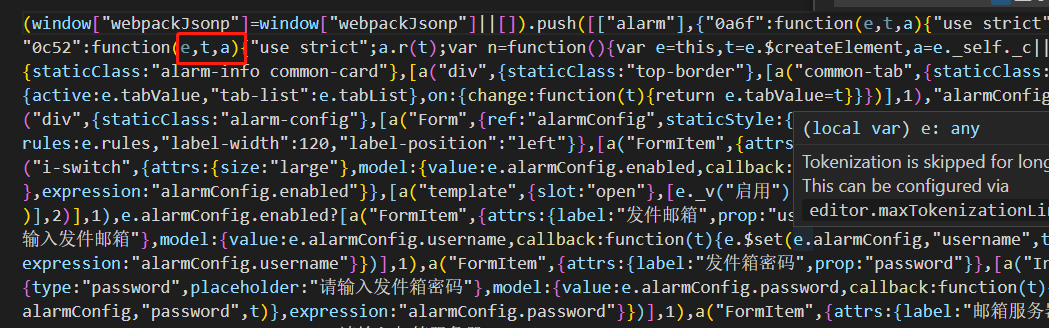 (window["webpackJsonp"]=window["webpackJsonp"]||[]).push([["alarm"],{"0a6f":function(e,t,a){"use strict"
"0c52":function(e,t,a){"use strict";a.r(t);var n=function(){var e=this,t=e.$createElement,a=e._self._c||
{staticClass:"alarm-info common-card"},[a("div",{staticClass:"top-border"},[a("common-tab",{staticClass:
{active:e.tabValue,"tab-list":e.tabList},on:{change:function(t){return e.tabValue=t}}})],1),"alarmConfig
("div",{staticClass:"alarm-config"},[a("Form",{ref:"alarmConfig",staticStyle:{
rules:e.rules,"label-width":120,"label-position":"left"}},[a("FormItem",{attrs
("i-switch",{attrs:{size:"large"},model:{value:e.alarmConfig.enabled,callback:
},expression:"alarmConfig.enabled"}},[a("template",{slot:"open"},[e._v("启用")
)],2)],1),e.alarmConfig.enabled?[a("FormItem",{attrs:{label:"发件邮箱",prop:"us
输入发件邮箱"},model:{value:e.alarmConfig.username,callback:function(t){e.$set(e.alarmConfig,"username",t
expression:"alarmConfig.username"}})],1),a("FormItem",{attrs:{label:"发件箱密码",prop:"password"}},[a("In
{type:"password",placeholder:"请输入发件箱密码"},model:{value:e.alarmConfig.password,callback:function(t)
alarmConfig,"password",t)},expression:"alarmConfig.password"}})],1),a("FormItem",{attrs:{label:"邮箱服务器
(local var) e: any
Tokenization is skipped for long
This can be configured via
editor.maxTokenizationLin